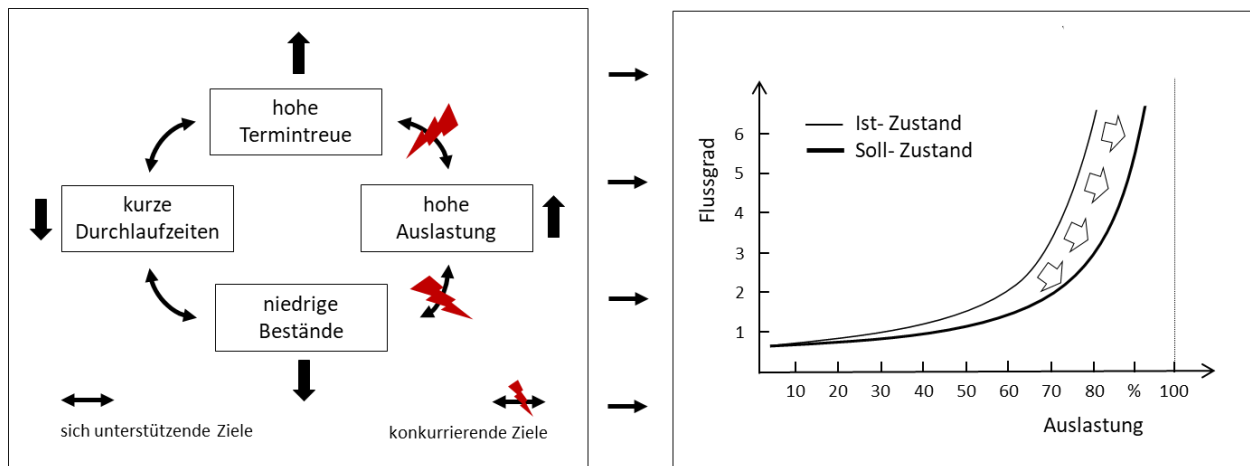 hohe
Termintreue
kurze
Durchlaufzeiten
hohe
Auslastung
niedrige
Bestände
sich unterstützende Ziele
konkurrierende Ziele
Flussgrad
6
5
4
3
2
1
Ist- Zustand
Soll- Zustand
10 20 30 40 50 60 70 80 % 100
Auslastung